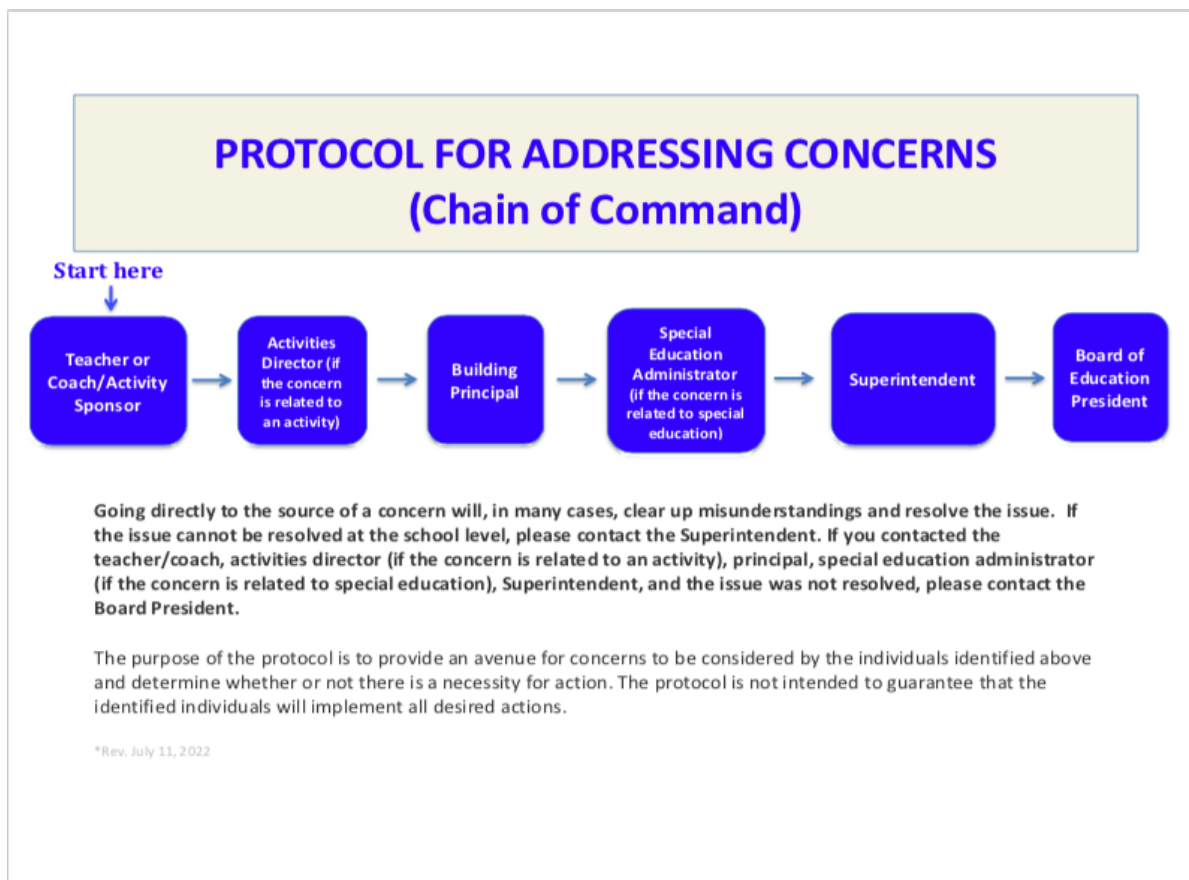 PROTOCOL FOR ADDRESSING CONCERNS
(Chain of Command)
Start here
Teacher or
Coach/Activity
Sponsor
Activities
Director (if
the concern
is related to
an activity)
Building
Principal
Special
Education
Administrator
(if the concern is
related to special
education)
Superintendent
Board of
Education
President
Going directly to the source of a concern will, in many cases, clear up misunderstandings and resolve the issue.  If
the issue cannot be resolved at the school level, please contact the Superintendent. If you contacted the
teacher/coach, activities director (if the concern is related to an activity), principal, special education administrator
(if the concern is related to special education), Superintendent, and the issue was not resolved, please contact the
Board President.
The purpose of the protocol is to provide an avenue for concerns to be considered by the individuals identified above
and determine whether or not there is a necessity for action. The protocol is not intended to guarantee that the
identified individuals will implement all desired actions.
*Rev. July 11, 2022